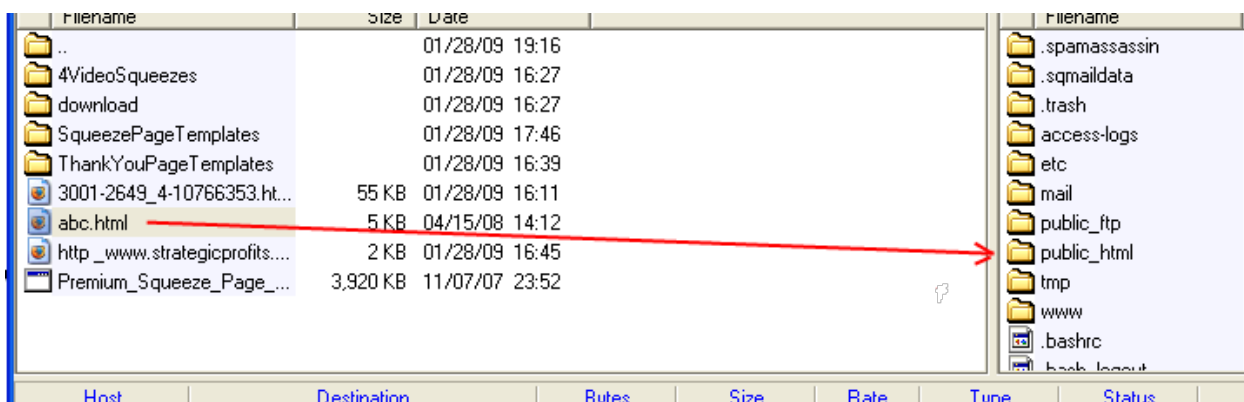 Filename Size Date
.. 01/28/09 19:16
4VideoSqueezes 01/28/09 16:27
download 01/28/09 16:27
SqueezePageTemplates 01/28/09 17:46
ThankYouPageTemplates 01/28/09 16:39
3001-2649_4-10766353.ht... 55 KB 01/28/09 16:11
abc.html 5 KB 04/15/08 14:12
http _www.strategicprofits.... 2 KB 01/28/09 16:45
Premium_Squeeze_Page_... 3,920 KB 11/07/07 23:52
Filename
.spamassassin
.sqmaildata
.trash
access-logs
etc
mail
public_ftp
public_html
tmp
www
.bashrc
.bash_logout
Host Destination Bytes Size Rate Type Status